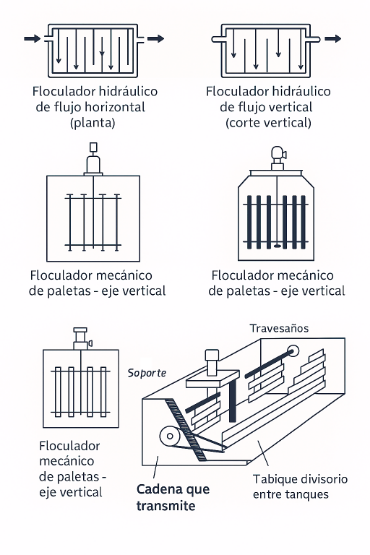 Floculador hidráulico
de flujo horizontal
(planta)
Floculador hidráulico
de flujo vertical
(corte vertical)
Floculador mecánico
de paletas - eje vertical
Floculador mecánico
de paletas - eje vertical
Travesaños
Soporte
Floculador
mecánico
de paletas -
eje vertical
Cadena que
transmite
Tabique divisorio
entre tanques